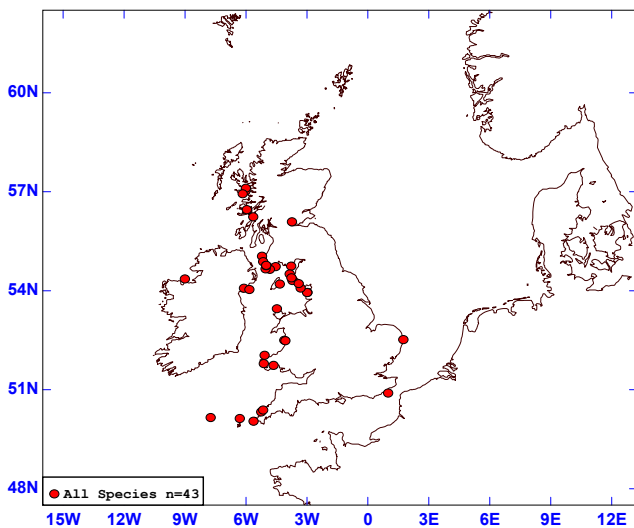 60N
57N
54N
51N
48N
All Species n=43
15W 12W 9W 6W 3W 0 3E 6E 9E 12E